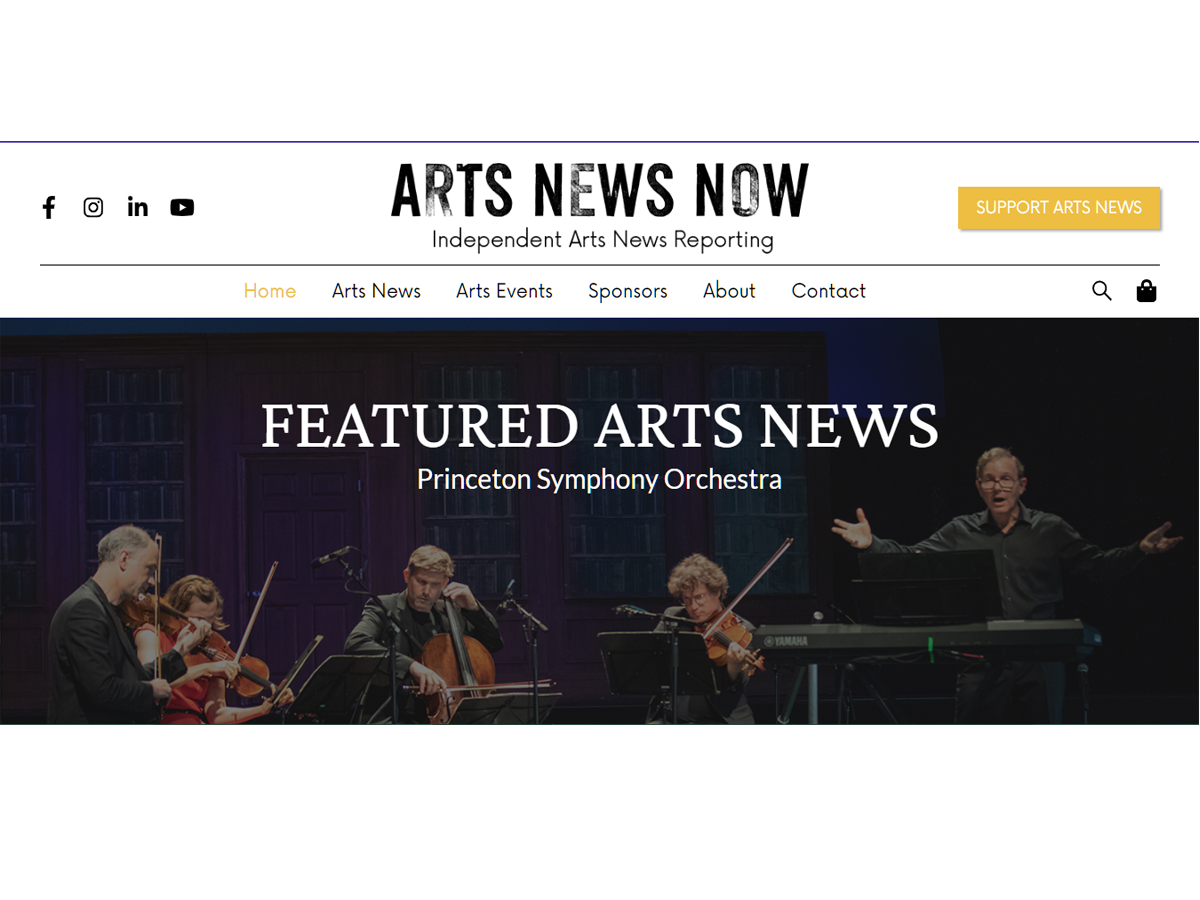 ARTS NEWS NOW
Independent Arts News Reporting
SUPPORT ARTS NEWS
Home Arts News Arts Events Sponsors About Contact
FEATURED ARTS NEWS
Princeton Symphony Orchestra
YAMAHA